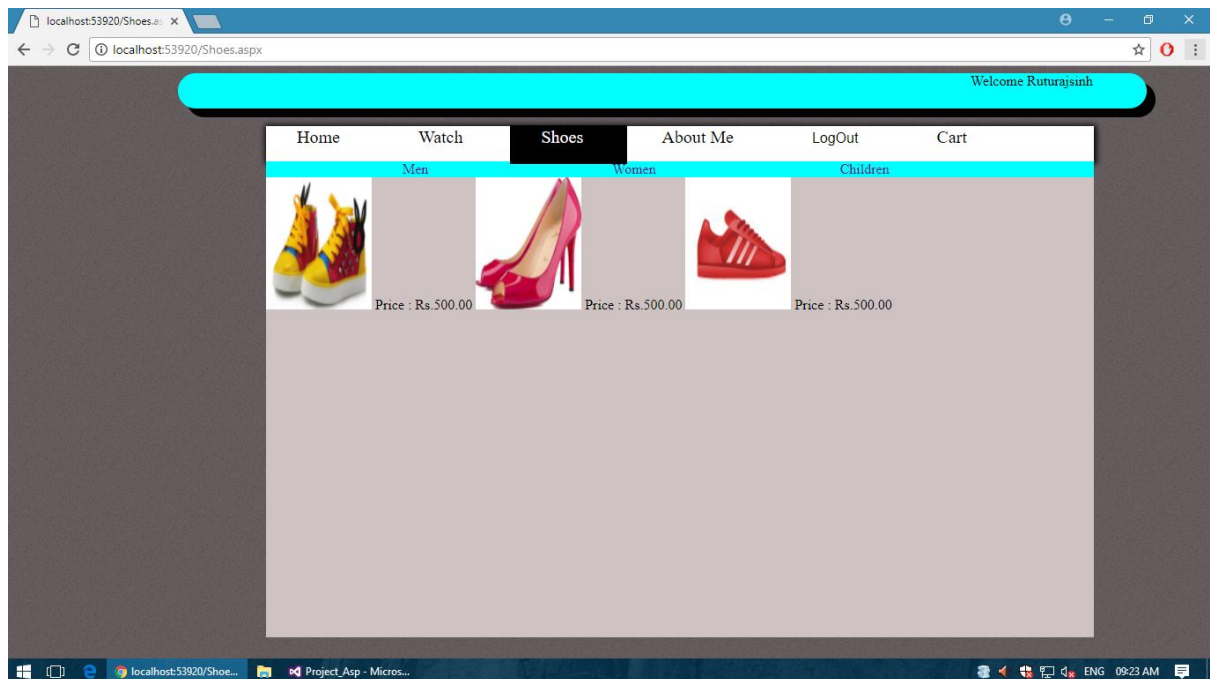 localhost:53920/Shoes.a
localhost:53920/Shoes.aspx
Welcome Ruturajsinh
Home Watch Shoes About Me LogOut Cart
Men Women Children
Price : Rs.500.00 Price : Rs.500.00 Price : Rs.500.00
localhost:53920/Shoe... Project_Asp - Micros... ENG 09:23 AM